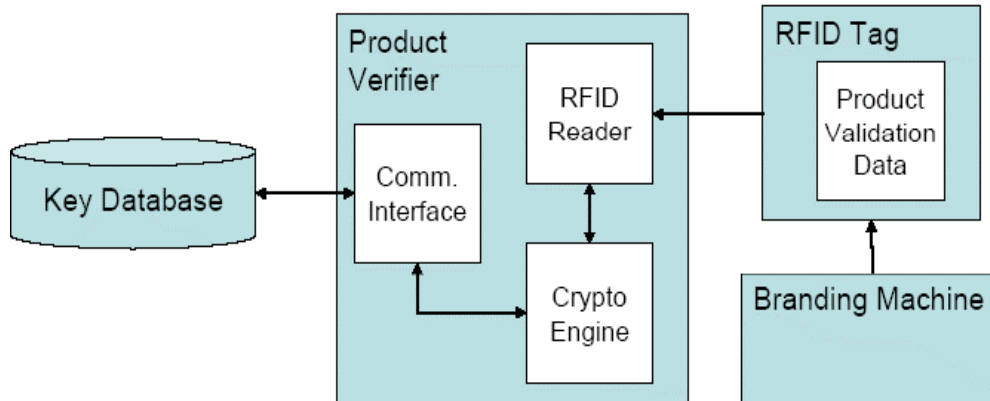 Product
Verifier
RFID
Reader
Comm.
Interface
Crypto
Engine
Key Database
RFID Tag
Product
Validation
Data
Branding Machine